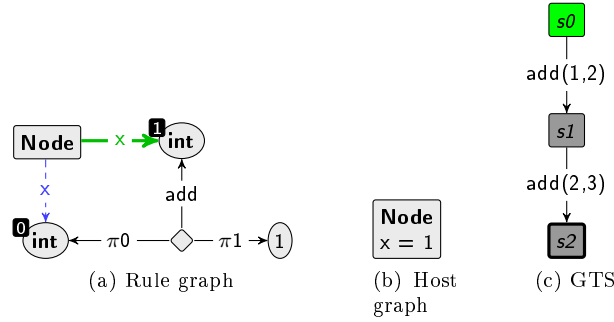 1
Node
x
int
x
add
0
int
π0
π1
1
(a) Rule graph
Node
x = 1
(b) Host
graph
s0
add(1,2)
s1
add(2,3)
s2
(c) GTS